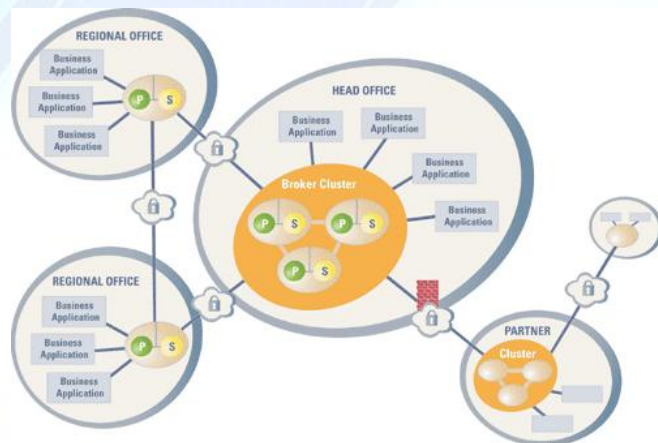 REGIONAL OFFICE
Business
Application
Business
Application
Business
Application
P S
HEAD OFFICE
Business
Application
Business
Application
Business
Application
Business
Application
Broker Cluster
P S
P S
P S
REGIONAL OFFICE
Business
Application
Business
Application
Business
Application
P S
PARTNER
Cluster